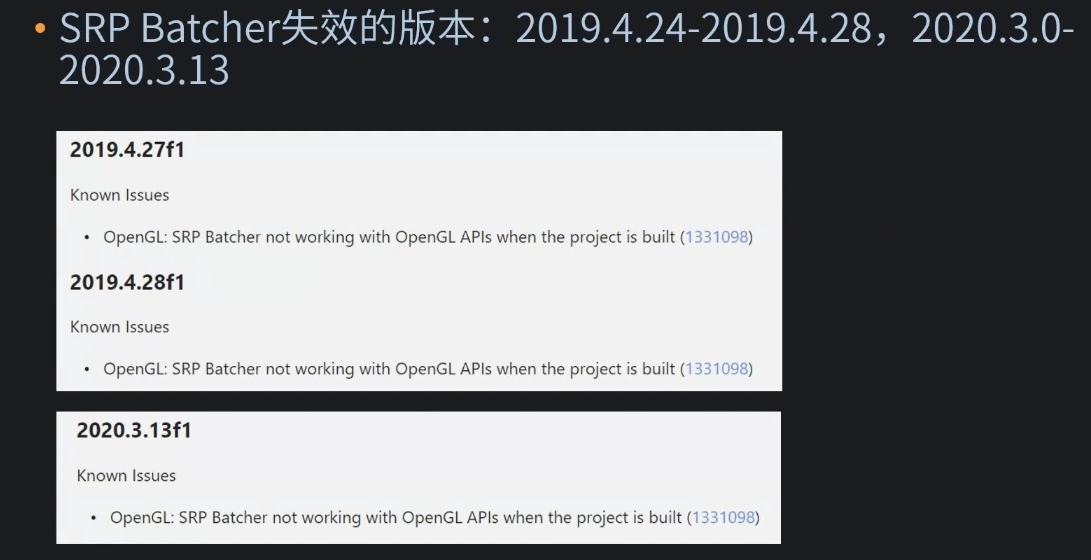 • SRP Batcher失效的版本：2019.4.24-2019.4.28，2020.3.0-
2020.3.13
2019.4.27f1
Known Issues
• OpenGL: SRP Batcher not working with OpenGL APIs when the project is built (1331098)
2019.4.28f1
Known Issues
• OpenGL: SRP Batcher not working with OpenGL APIs when the project is built (1331098)
2020.3.13f1
Known Issues
• OpenGL: SRP Batcher not working with OpenGL APIs when the project is built (1331098)